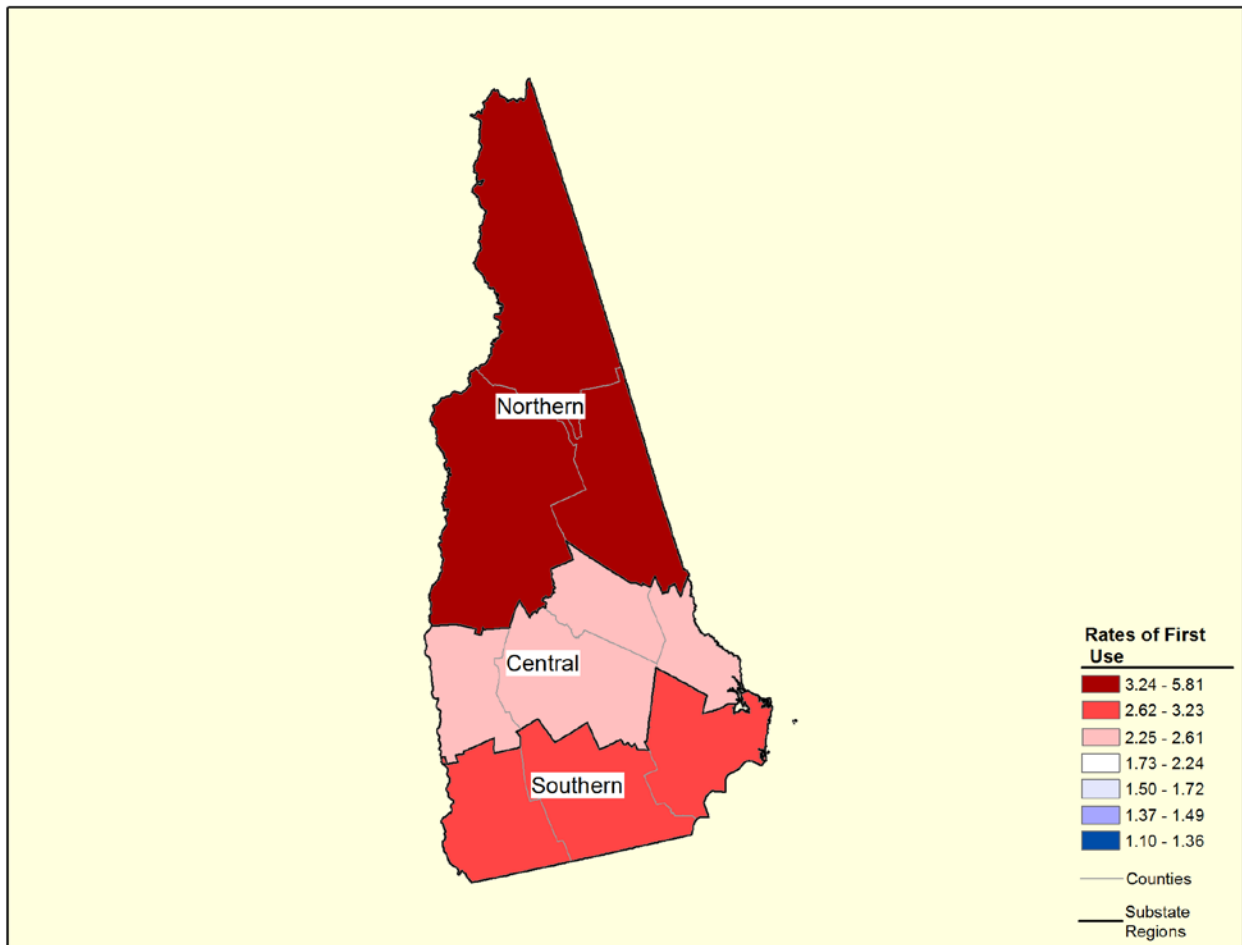 Northern
Central
Southern
Rates of First
Use
3.24 - 5.81
2.62 - 3.23
2.25 - 2.61
1.73 - 2.24
1.50 - 1.72
1.37 - 1.49
1.10 - 1.36
Counties
Substate
Regions